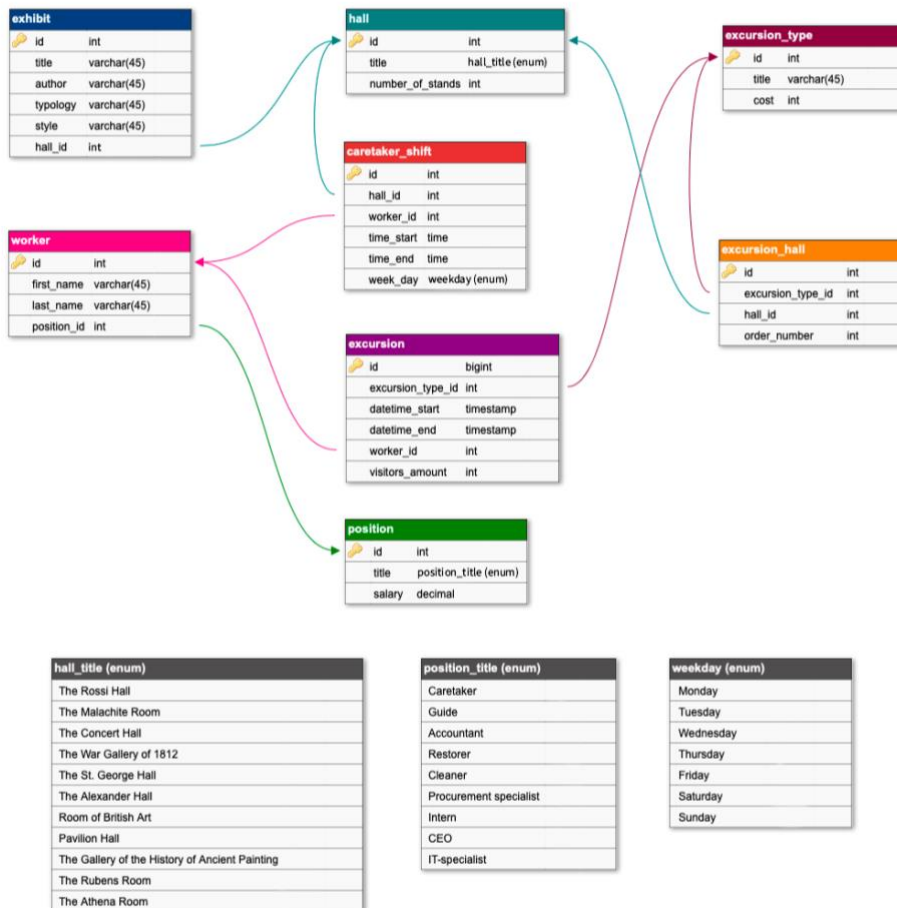 exhibit
id int
title varchar(45)
author varchar(45)
typology varchar(45)
style varchar(45)
hall_id int
hall
id int
title hall_title (enum)
number_of_stands int
excursion_type
id int
title varchar(45)
cost int
caretaker_shift
id int
hall_id int
worker_id int
time_start time
time_end time
week_day weekday (enum)
worker
id int
first_name varchar(45)
last_name varchar(45)
position_id int
excursion_hall
id int
excursion_type_id int
hall_id int
order_number int
excursion
id bigint
excursion_type_id int
datetime_start timestamp
datetime_end timestamp
worker_id int
visitors_amount int
position
id int
title position_title (enum)
salary decimal
hall_title (enum)
The Rossi Hall
The Malachite Room
The Concert Hall
The War Gallery of 1812
The St. George Hall
The Alexander Hall
Room of British Art
Pavilion Hall
The Gallery of the History of Ancient Painting
The Rubens Room
The Athena Room
position_title (enum)
Caretaker
Guide
Accountant
Restorer
Cleaner
Procurement specialist
Intern
CEO
IT-specialist
weekday (enum)
Monday
Tuesday
Wednesday
Thursday
Friday
Saturday
Sunday